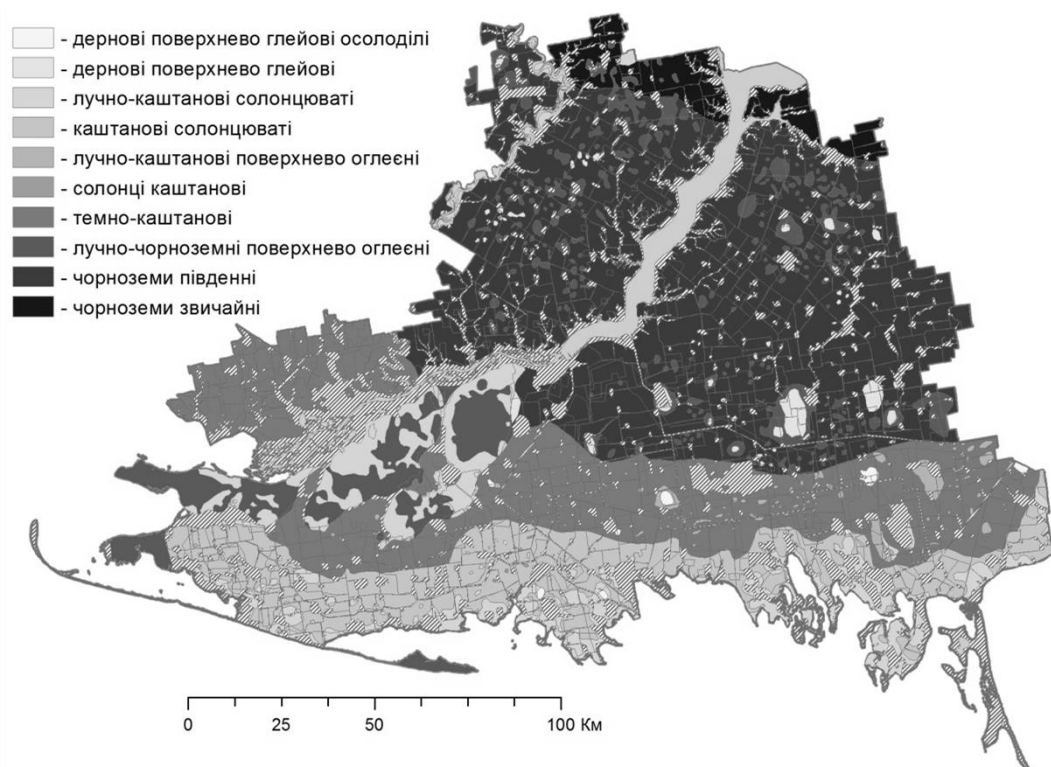 - дернові поверхнево глейові осолоділі
- дернові поверхнево глейові
- лучно-каштанові солонцюваті
- каштанові солонцюваті
- лучно-каштанові поверхнево оглеєні
- солонці каштанові
- темно-каштанові
- лучно-чорноземні поверхнево оглеєні
- чорноземи південні
- чорноземи звичайні
0 25 50 100 Км